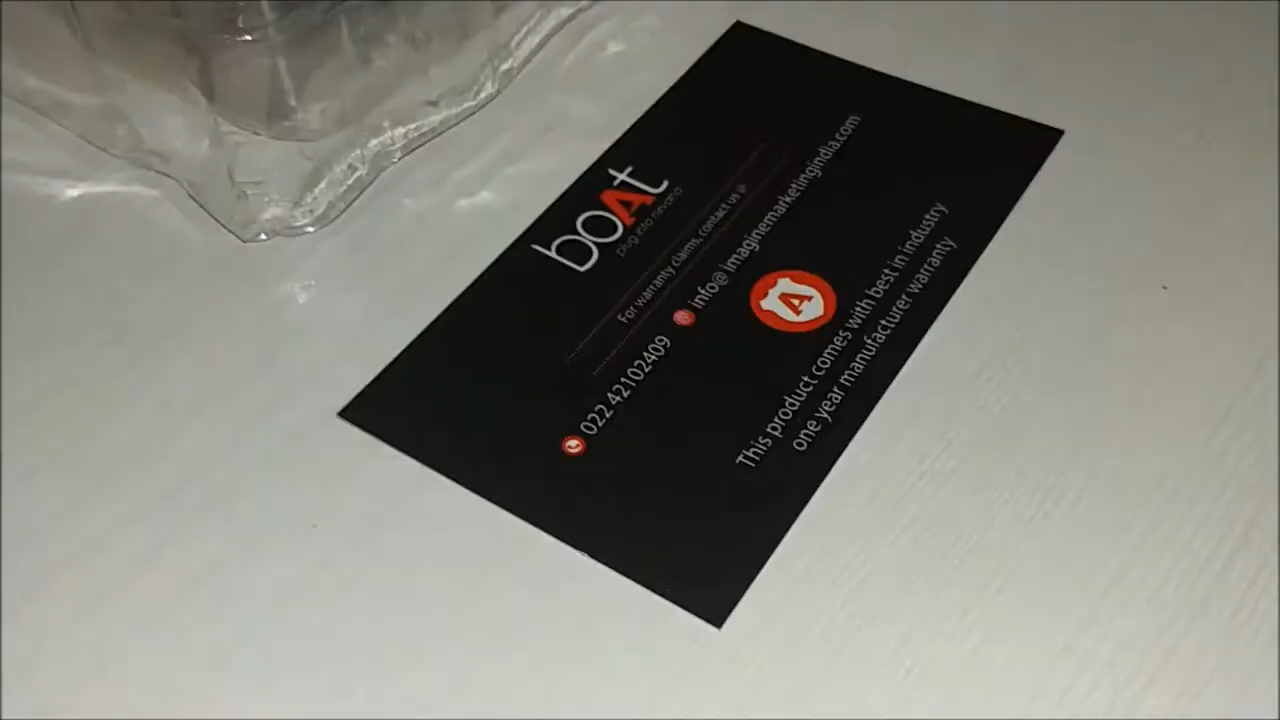 boAt
plug into nirvana
For warranty claims, contact us @
022 42102409 info@imaginemarketingindia.com
A
This product comes with best in industry
one year manufacturer warranty